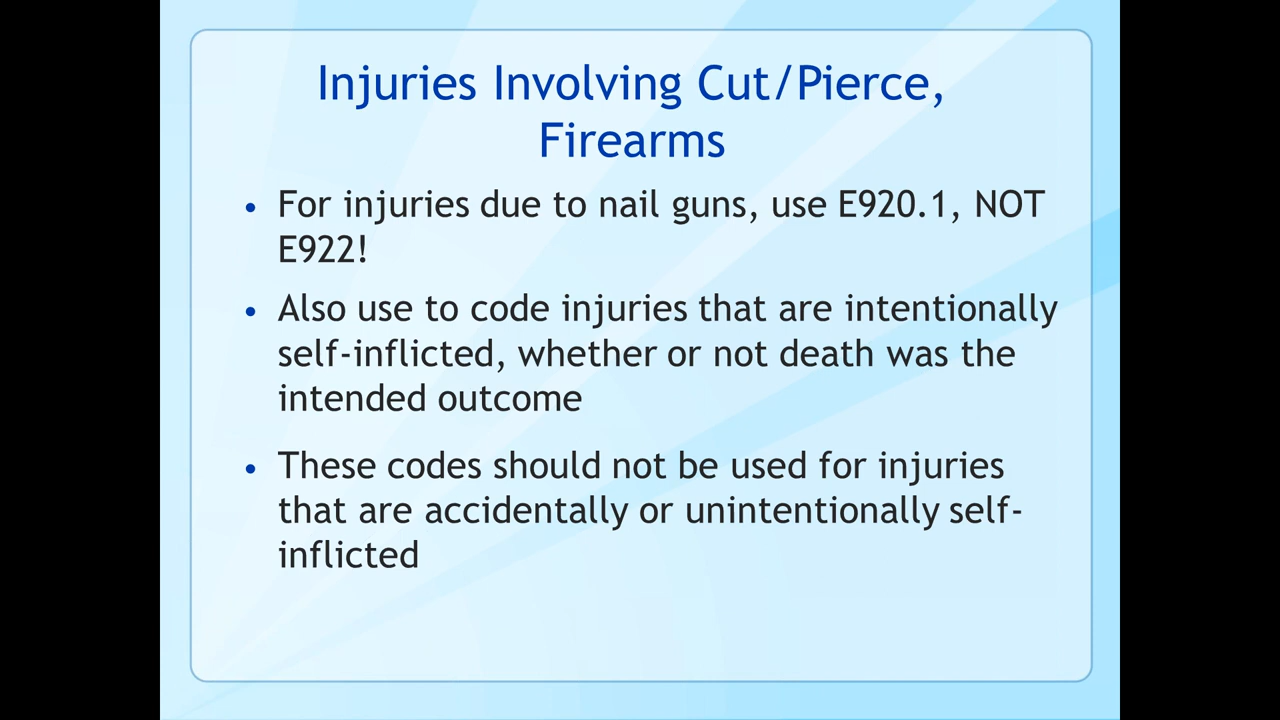 Injuries Involving Cut/Pierce,
Firearms
• For injuries due to nail guns, use E920.1, NOT
E922!
• Also use to code injuries that are intentionally
self-inflicted, whether or not death was the
intended outcome
• These codes should not be used for injuries
that are accidentally or unintentionally self-
inflicted